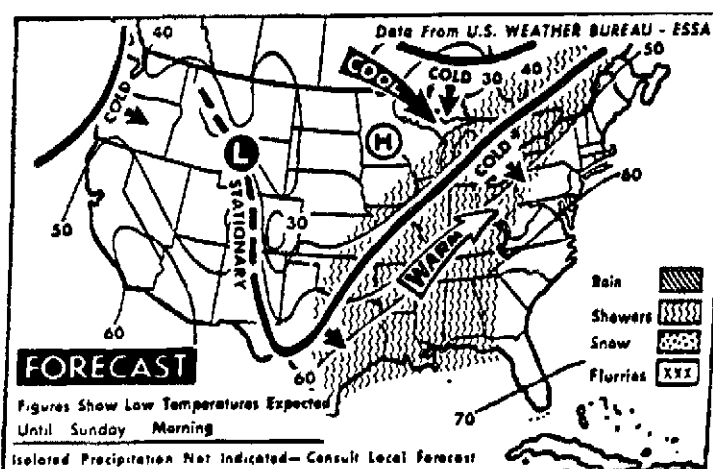 Data From U.S. WEATHER BUREAU - ESSA
40
50
COOL
COLD
30
40
COLD
L
H
COLD
STATIONARY
60
50
30
WARM
60
60
70
Rain
Showers
Snow
Flurries XXX
FORECAST
Figures Show Low Temperatures Expected
Until Sunday Morning
Isolated Precipitation Not Indicated— Consult Local Forecast